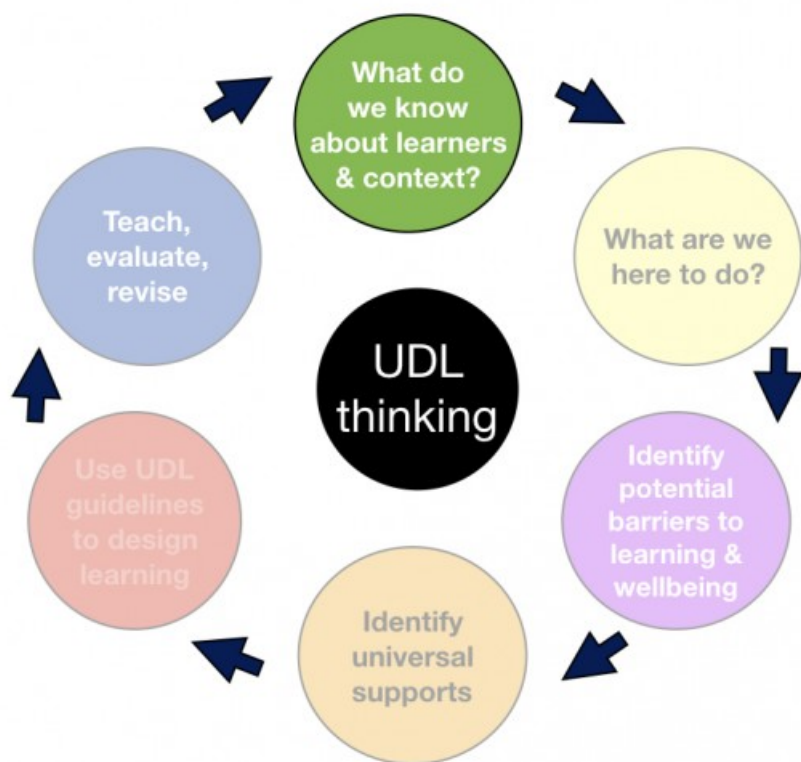 What do
we know
about learners
& context?
What are we
here to do?
Identify
potential
barriers to
learning &
wellbeing
Identify
universal
supports
Use UDL
guidelines
to design
learning
Teach,
evaluate,
revise
UDL
thinking